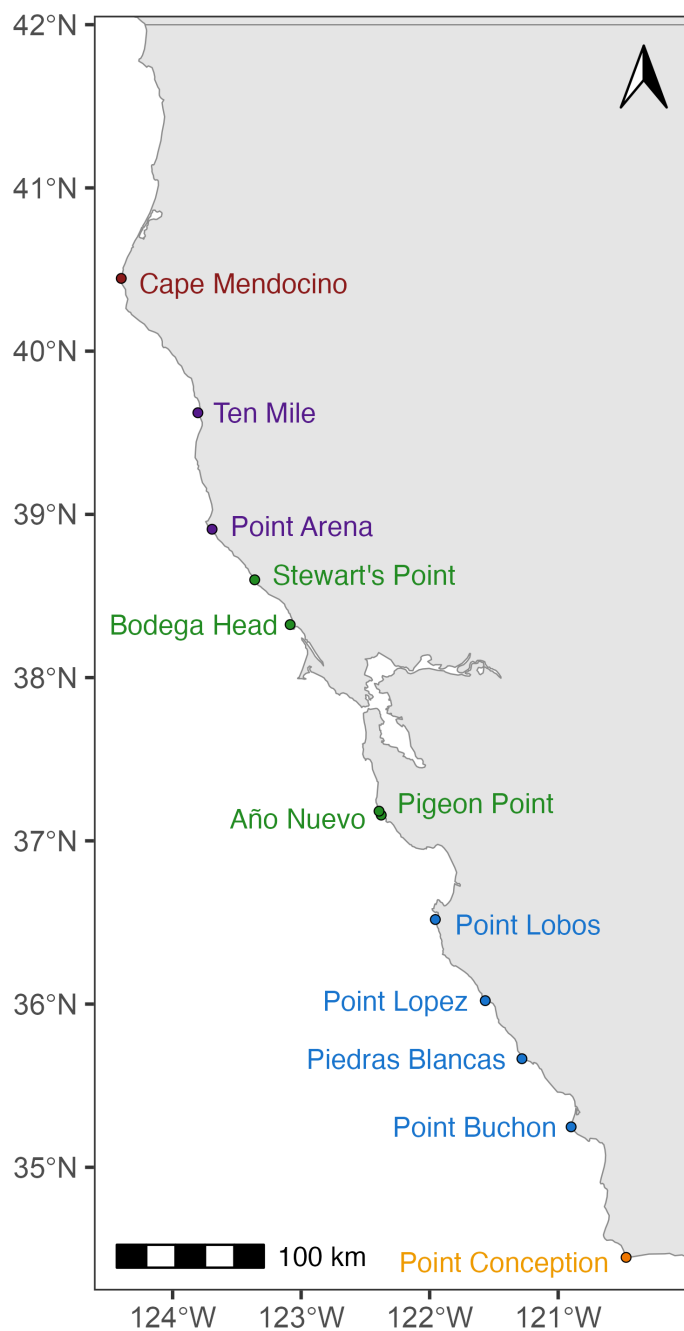 42°N
41°N
Cape Mendocino
40°N
Ten Mile
39°N
Point Arena
Stewart's Point
Bodega Head
38°N
Pigeon Point
Año Nuevo
37°N
Point Lobos
36°N
Point Lopez
Piedras Blancas
Point Buchon
35°N
100 km
Point Conception
124°W 123°W 122°W 121°W